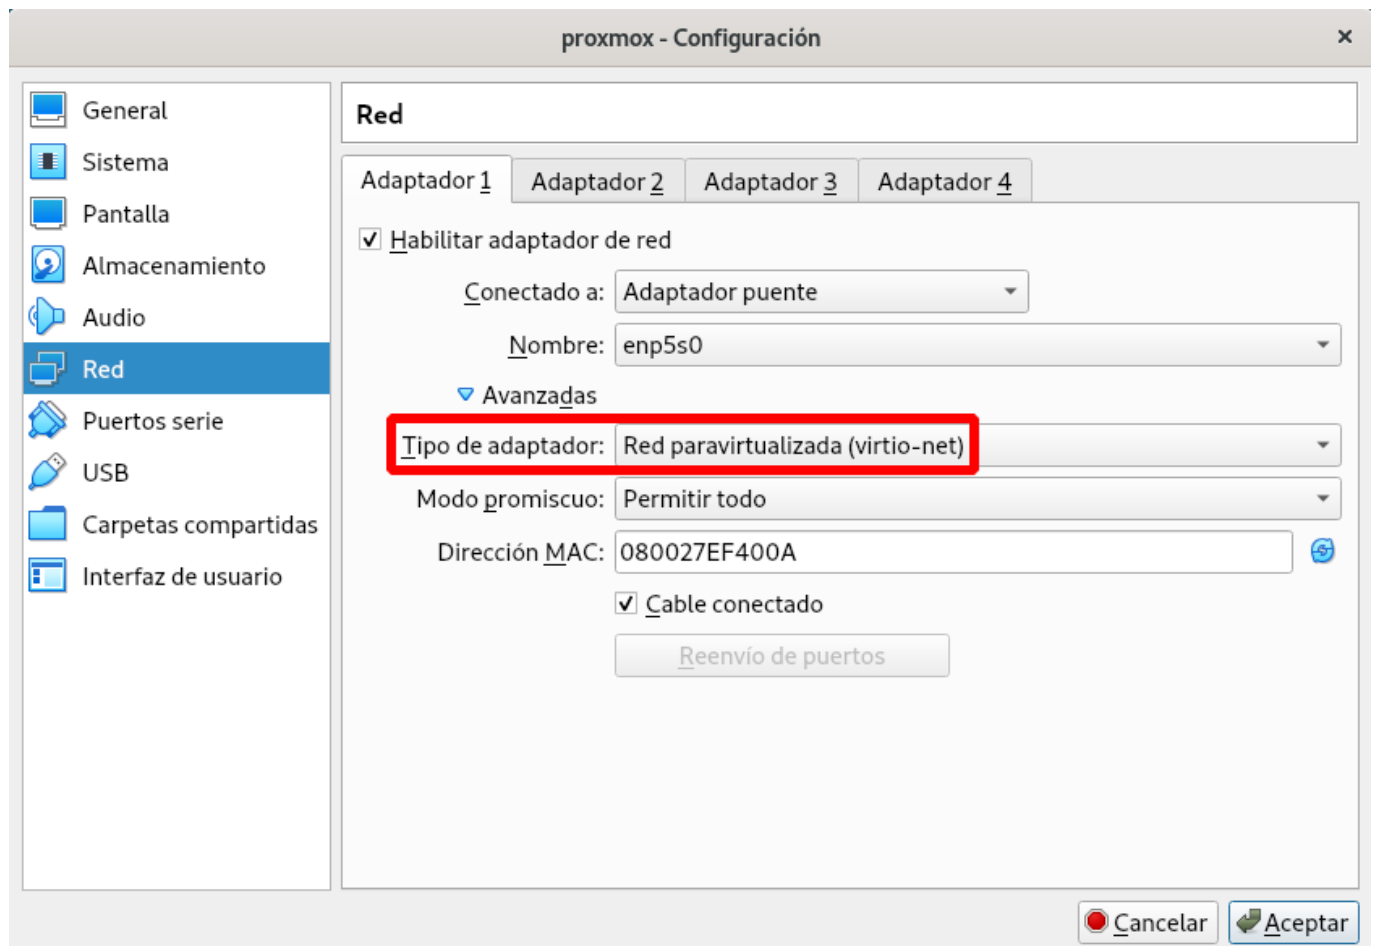 proxmox - Configuración
General
Sistema
Pantalla
Almacenamiento
Audio
Red
Puertos serie
USB
Carpetas compartidas
Interfaz de usuario
Red
Adaptador 1 Adaptador 2 Adaptador 3 Adaptador 4
Habilitar adaptador de red
Conectado a: Adaptador puente
Nombre: enp5s0
Avanzadas
Tipo de adaptador: Red paravirtualizada (virtio-net)
Modo promiscuo: Permitir todo
Dirección MAC: 080027EF400A
Cable conectado
Reenvío de puertos
Cancelar Aceptar